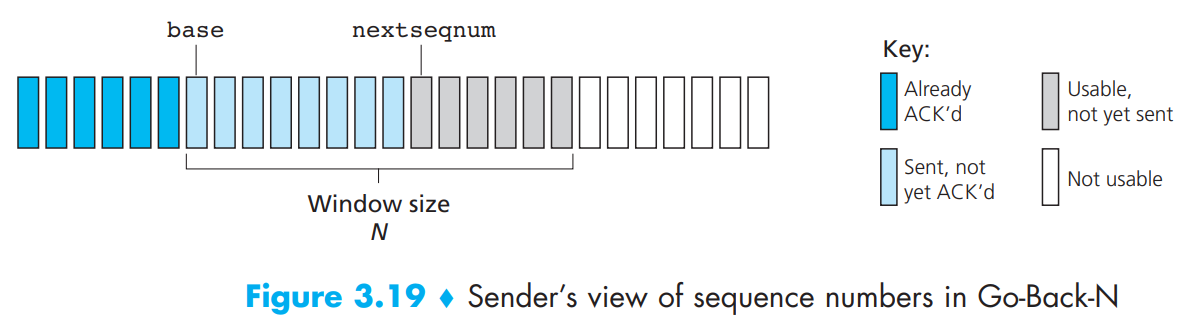 base
nextseqnum
Window size
N
Key:
Already
ACK’d
Usable,
not yet sent
Sent, not
yet ACK’d
Not usable
Figure 3.19 ♦ Sender’s view of sequence numbers in Go-Back-N